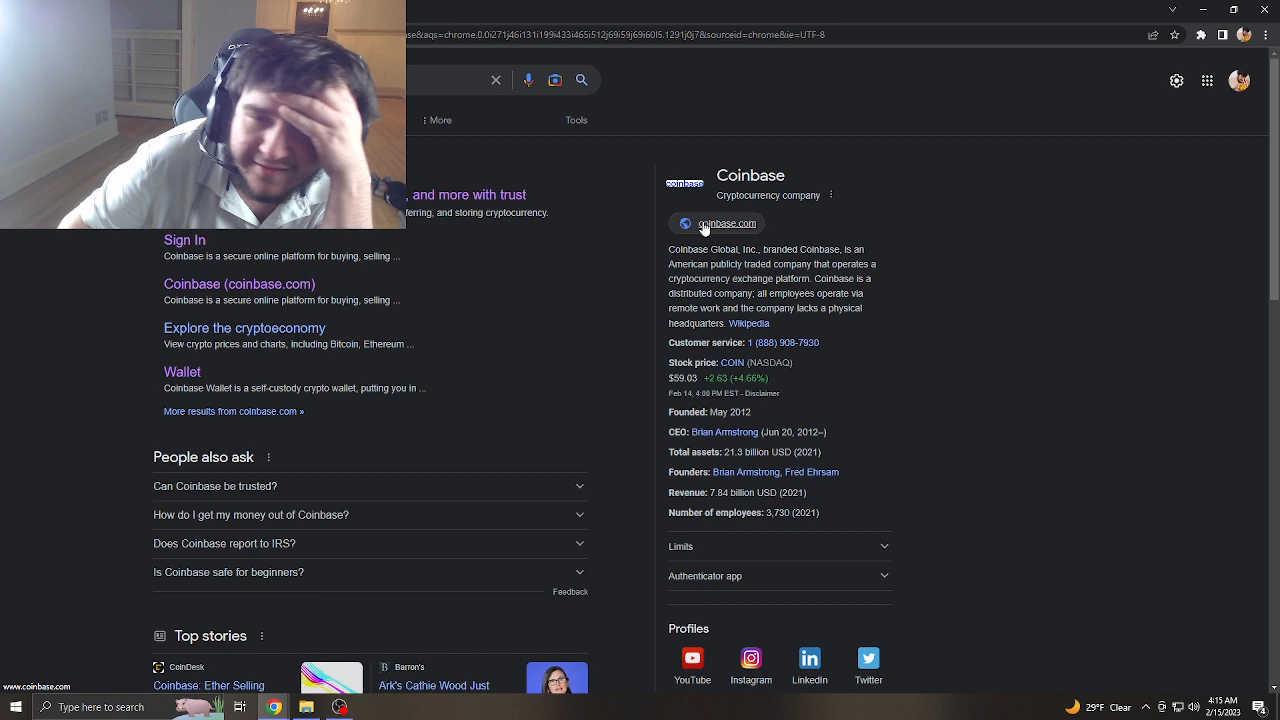 se&aqs=chrome.0.0i271j46i131i199i433i465i512j69i59j69i60l5.1291j0j7&sourceid=chrome&ie=UTF-8
More
Tools
, and more with trust
ferring, and storing cryptocurrency.
Sign In
Coinbase is a secure online platform for buying, selling ...
Coinbase (coinbase.com)
Coinbase is a secure online platform for buying, selling ...
Explore the cryptoeconomy
View crypto prices and charts, including Bitcoin, Ethereum ...
Wallet
Coinbase Wallet is a self-custody crypto wallet, putting you in ...
More results from coinbase.com »
People also ask
Can Coinbase be trusted?
How do I get my money out of Coinbase?
Does Coinbase report to IRS?
Is Coinbase safe for beginners?
Feedback
Top stories
CoinDesk
Coinbase: Ether Selling
Barron's
Ark's Cathie Wood Just
coinbase
Coinbase
Cryptocurrency company
coinbase.com
Coinbase Global, Inc., branded Coinbase, is an
American publicly traded company that operates a
cryptocurrency exchange platform. Coinbase is a
distributed company; all employees operate via
remote work and the company lacks a physical
headquarters. Wikipedia
Customer service: 1 (888) 908-7930
Stock price: COIN (NASDAQ)
$59.03 +2.63 (+4.66%)
Feb 14, 4:00 PM EST - Disclaimer
Founded: May 2012
CEO: Brian Armstrong (Jun 20, 2012–)
Total assets: 21.3 billion USD (2021)
Founders: Brian Armstrong, Fred Ehrsam
Revenue: 7.84 billion USD (2021)
Number of employees: 3,730 (2021)
Limits
Authenticator app
Profiles
YouTube
Instagram
LinkedIn
Twitter
www.coinbase.com
Type here to search
29°F Clear
4:15 AM
2/15/2023